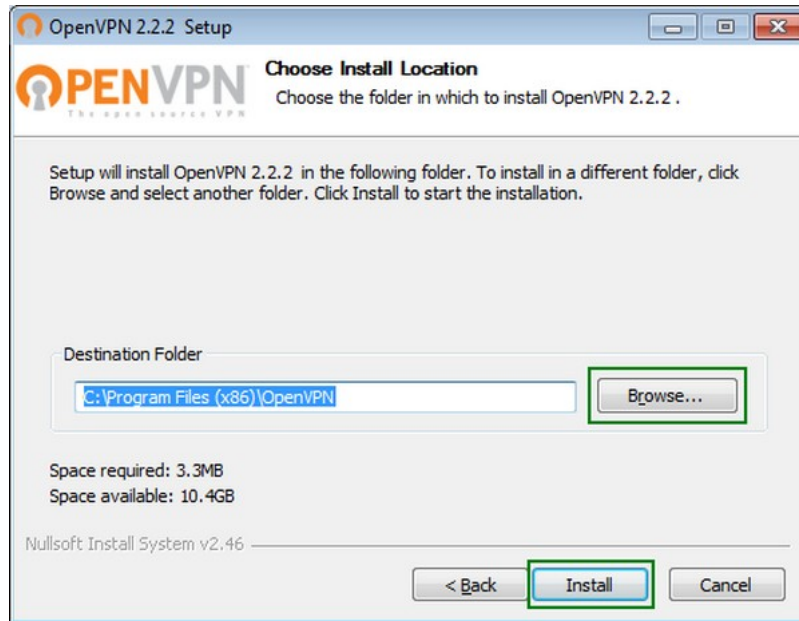 OpenVPN 2.2.2 Setup
OPENVPN
The open source VPN
Choose Install Location
Choose the folder in which to install OpenVPN 2.2.2 .
Setup will install OpenVPN 2.2.2 in the following folder. To install in a different folder, click
Browse and select another folder. Click Install to start the installation.
Destination Folder
C:\Program Files (x86)\OpenVPN
Browse...
Space required: 3.3MB
Space available: 10.4GB
Nullsoft Install System v2.46
< Back
Install
Cancel